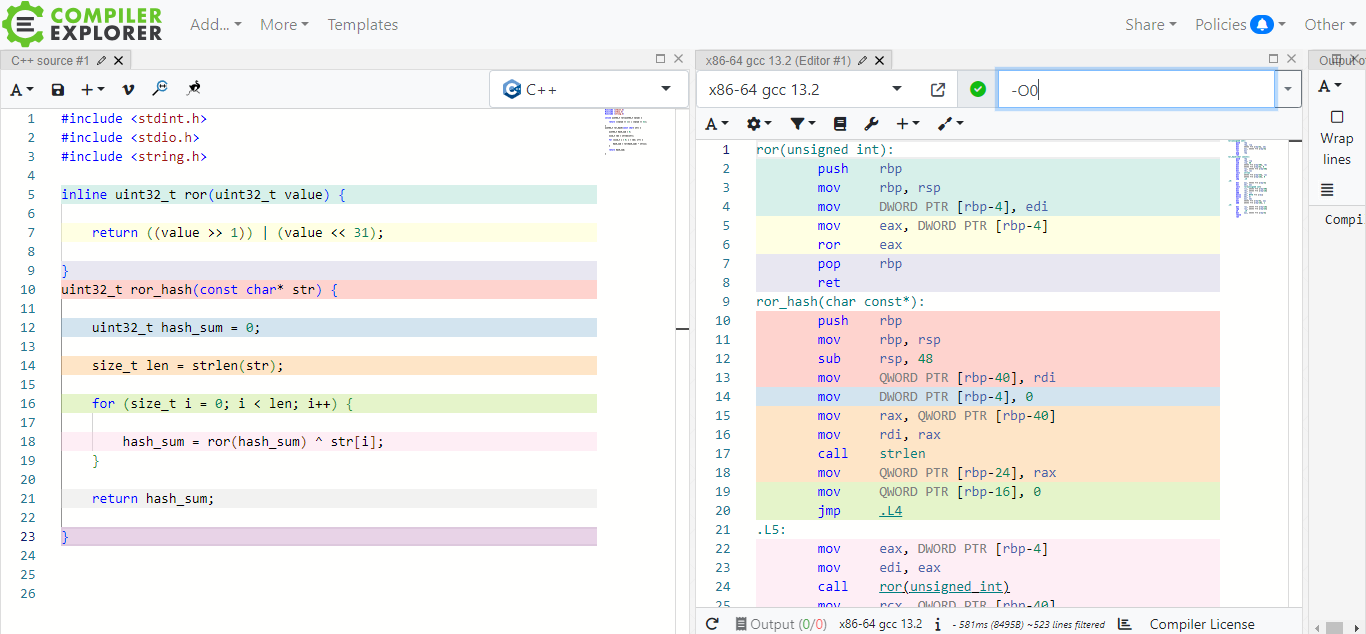 COMPILER
EXPLORER
Add... More Templates
Share Policies Other
C++ source #1
A + v
C++
1 #include <stdint.h>
2 #include <stdio.h>
3 #include <string.h>
4
5 inline uint32_t ror(uint32_t value) {
6
7 return ((value >> 1)) | (value << 31);
8
9 }
10 uint32_t ror_hash(const char* str) {
11
12 uint32_t hash_sum = 0;
13
14 size_t len = strlen(str);
15
16 for (size_t i = 0; i < len; i++) {
17
18 hash_sum = ror(hash_sum) ^ str[i];
19 }
20
21 return hash_sum;
22
23 }
24
25
26
x86-64 gcc 13.2 (Editor #1)
x86-64 gcc 13.2
-O0
A +
1 ror(unsigned int):
2 push rbp
3 mov rbp, rsp
4 mov DWORD PTR [rbp-4], edi
5 mov eax, DWORD PTR [rbp-4]
6 ror eax
7 pop rbp
8 ret
9 ror_hash(char const*):
10 push rbp
11 mov rbp, rsp
12 sub rsp, 48
13 mov QWORD PTR [rbp-40], rdi
14 mov DWORD PTR [rbp-4], 0
15 mov rax, QWORD PTR [rbp-40]
16 mov rdi, rax
17 call strlen
18 mov QWORD PTR [rbp-24], rax
19 mov QWORD PTR [rbp-16], 0
20 jmp .L4
21 .L5:
22 mov eax, DWORD PTR [rbp-4]
23 mov edi, eax
24 call ror(unsigned int)
25 mov rcx, QWORD PTR [rbp-40]
Output (0/0) x86-64 gcc 13.2 i - 581ms (8495B) ~523 lines filtered Compiler License
A
Wrap
lines
Compi